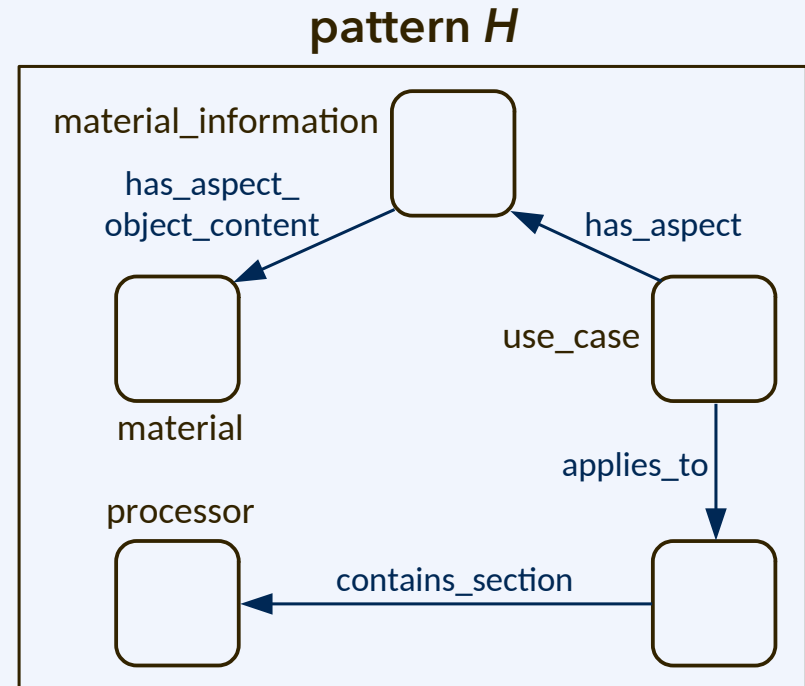 pattern H
material_information
has_aspect_
object_content
has_aspect
use_case
material
applies_to
processor
contains_section